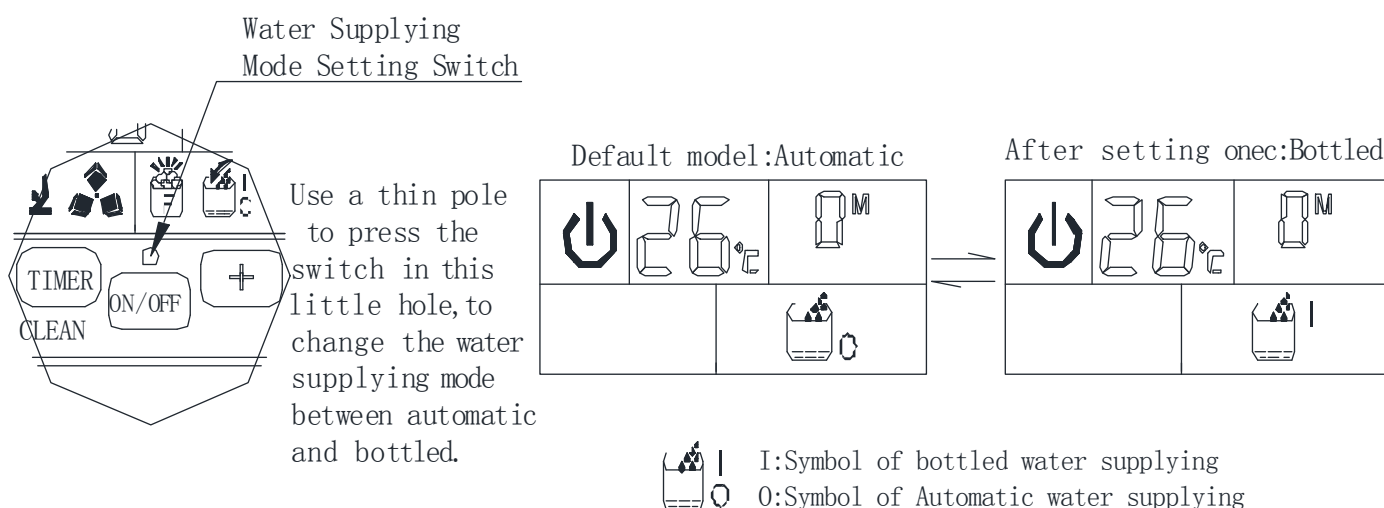 Water Supplying
Mode Setting Switch
TIMER
ON/OFF
+
CLEAN
I
O
Use a thin pole
to press the
switch in this
little hole,to
change the water
supplying mode
between automatic
and bottled.
Default model:Automatic
26°C
0M
O
After setting onec:Bottled
26°C
0M
I
I
I:Symbol of bottled water supplying
O
O:Symbol of Automatic water supplying